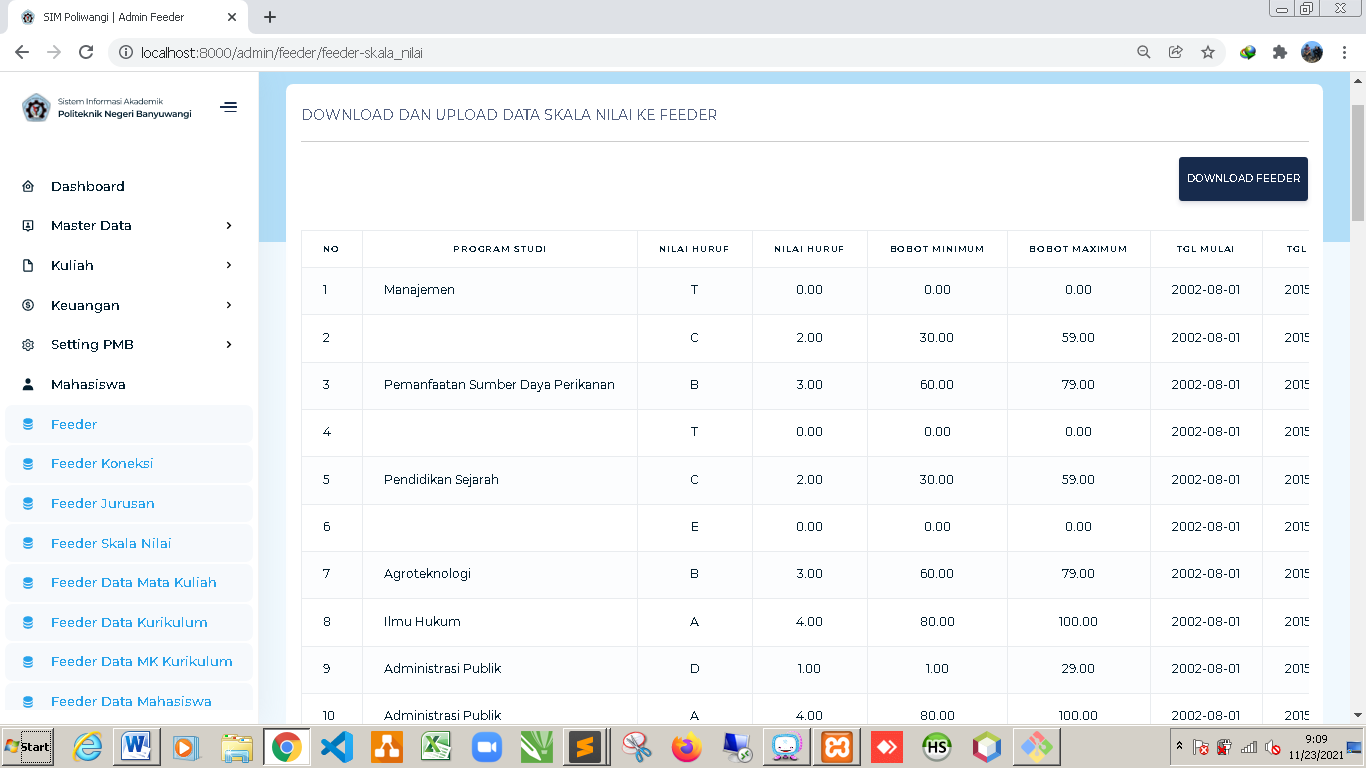 SIM Poliwangi | Admin Feeder
localhost:8000/admin/feeder/feeder-skala_nilai
Sistem Informasi Akademik
Politeknik Negeri Banyuwangi
Dashboard
Master Data
Kuliah
Keuangan
Setting PMB
Mahasiswa
Feeder
Feeder Koneksi
Feeder Jurusan
Feeder Skala Nilai
Feeder Data Mata Kuliah
Feeder Data Kurikulum
Feeder Data MK Kurikulum
Feeder Data Mahasiswa
DOWNLOAD DAN UPLOAD DATA SKALA NILAI KE FEEDER
DOWNLOAD FEEDER
NO PROGRAM STUDI NILAI HURUF NILAI HURUF BOBOT MINIMUM BOBOT MAXIMUM TGL MULAI TGL
1 Manajemen T 0.00 0.00 0.00 2002-08-01 2015
2 C 2.00 30.00 59.00 2002-08-01 2015
3 Pemanfaatan Sumber Daya Perikanan B 3.00 60.00 79.00 2002-08-01 2015
4 T 0.00 0.00 0.00 2002-08-01 2015
5 Pendidikan Sejarah C 2.00 30.00 59.00 2002-08-01 2015
6 E 0.00 0.00 0.00 2002-08-01 2015
7 Agroteknologi B 3.00 60.00 79.00 2002-08-01 2015
8 Ilmu Hukum A 4.00 80.00 100.00 2002-08-01 2015
9 Administrasi Publik D 1.00 1.00 29.00 2002-08-01 2015
10 Administrasi Publik A 4.00 80.00 100.00 2002-08-01 2015
Start
HS
9:09
11/23/2021